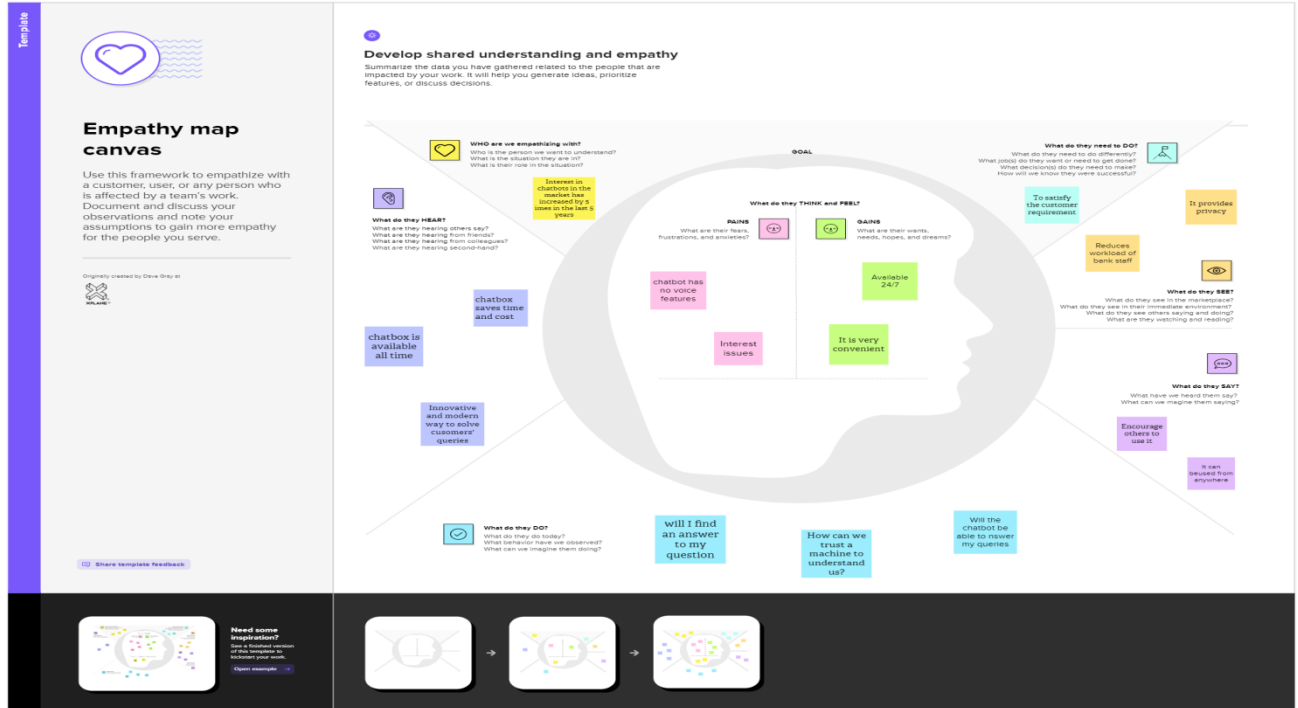 Template
Empathy map
canvas
Use this framework to empathize with
a customer, user, or any person who
is affected by a team's work.
Document and discuss your
observations and note your
assumptions to gain more empathy
for the people you serve.
Originally created by Dave Gray at
XPLANE
Share template feedback
Need some
inspiration?
See a finished version
of this template to
kickstart your work.
Open example →
Develop shared understanding and empathy
Summarize the data you have gathered related to the people that are
impacted by your work. It will help you generate ideas, prioritize
features, or discuss decisions.
WHO are we empathizing with?
Who is the person we want to understand?
What is the situation they are in?
What is their role in the situation?
Interest in
chatbots in the
market has
increased by 5
imes in the last 5
years
GOAL
What do they need to DO?
What do they need to do differently?
What job(s) do they want or need to get done?
What decision(s) do they need to make?
How will we know they were successful?
To satisfy
the customer
requirement
It provides
privacy
Reduces
workload of
bank staff
What do they HEAR?
What are they hearing others say?
What are they hearing from friends?
What are they hearing from colleagues?
What are they hearing second-hand?
chatbox
saves time
and cost
chatbox is
available
all time
Innovative
and modern
way to solve
cusomers'
queries
What do they THINK and FEEL?
PAINS
What are their fears,
frustrations, and anxieties?
chatbot has
no voice
features
Interest
issues
GAINS
What are their wants,
needs, hopes, and dreams?
Available
24/7
It is very
convenient
What do they SEE?
What do they see in the marketplace?
What do they see in their immediate environment?
What do they see others saying and doing?
What are they watching and reading?
What do they SAY?
What have we heard them say?
What can we magine them saying?
Encourage
others to
use it
It can
beused from
anywhere
What do they DO?
What do they do today?
What behavior have we observed?
What can we imagine them doing?
will I find
an answer
to my
question
How can we
trust a
machine to
understand
us?
Will the
chatbot be
able to nswer
my queries